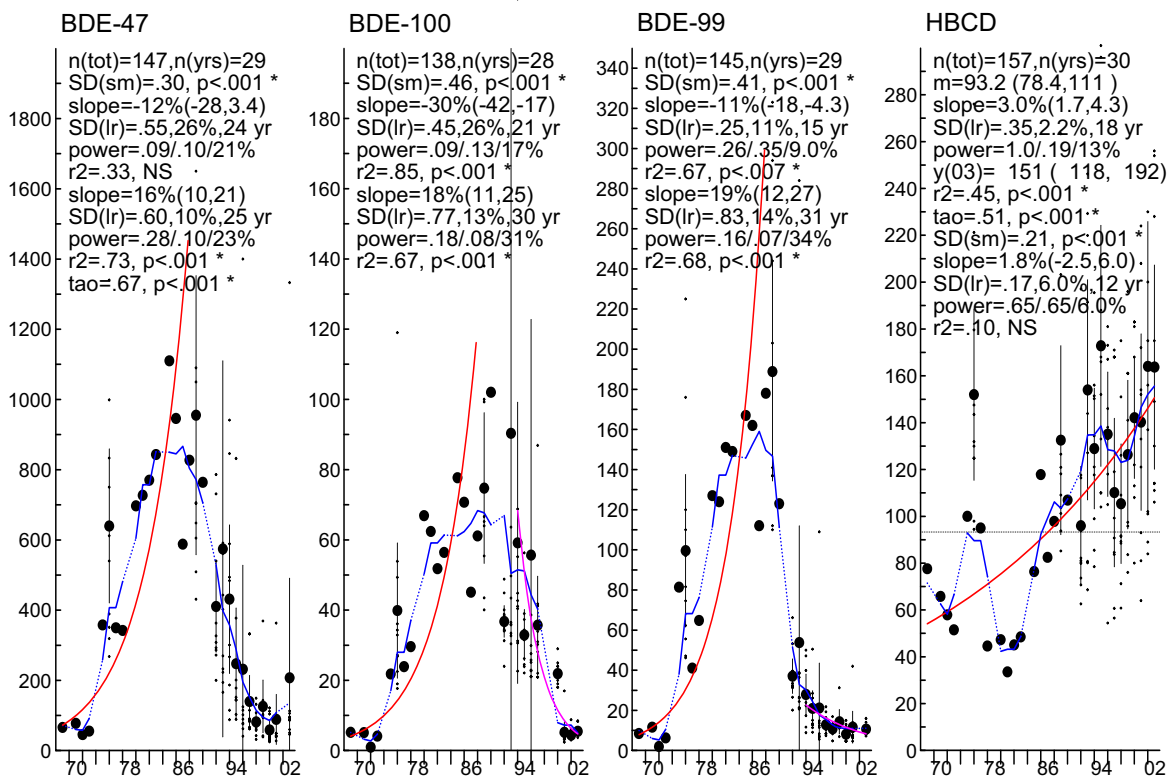 BDE-47
n(tot)=147,n(yrs)=29
SD(sm)=.30, p<.001 *
slope=-12%(-28,3.4)
SD(lr)=.55,26%,24 yr
power=.09/.10/21%
r2=.33, NS
slope=16%(10,21)
SD(lr)=.60,10%,25 yr
power=.28/.10/23%
r2=.73, p<.001 *
tao=.67, p<.001 *
1800
1600
1400
1200
1000
800
600
400
200
0
70 78 86 94 02
BDE-100
n(tot)=138,n(yrs)=28
SD(sm)=.46, p<.001 *
slope=-30%(-42,-17)
SD(lr)=.45,26%,21 yr
power=.09/.13/17%
r2=.85, p<.001 *
slope=18%(11,25)
SD(lr)=.77,13%,30 yr
power=.18/.08/31%
r2=.67, p<.001 *
180
160
140
120
100
80
60
40
20
0
70 78 86 94 02
BDE-99
n(tot)=145,n(yrs)=29
SD(sm)=.41, p<.001 *
slope=-11%(-18,-4.3)
SD(lr)=.25,11%,15 yr
power=.26/.35/9.0%
r2=.67, p<.007 *
slope=19%(12,27)
SD(lr)=.83,14%,31 yr
power=.16/.07/34%
r2=.68, p<.001 *
340
320
300
280
260
240
220
200
180
160
140
120
100
80
60
40
20
0
70 78 86 94 02
HBCD
n(tot)=157,n(yrs)=30
m=93.2 (78.4,111 )
slope=3.0%(1.7,4.3)
SD(lr)=.35,2.2%,18 yr
power=1.0/.19/13%
y(03)= 151 ( 118, 192)
r2=.45, p<.001 *
tao=.51, p<.001 *
SD(sm)=.21, p<.001 *
slope=1.8%(-2.5,6.0)
SD(lr)=.17,6.0%,12 yr
power=.65/.65/6.0%
r2=.10, NS
280
260
240
220
200
180
160
140
120
100
80
60
40
20
0
70 78 86 94 02